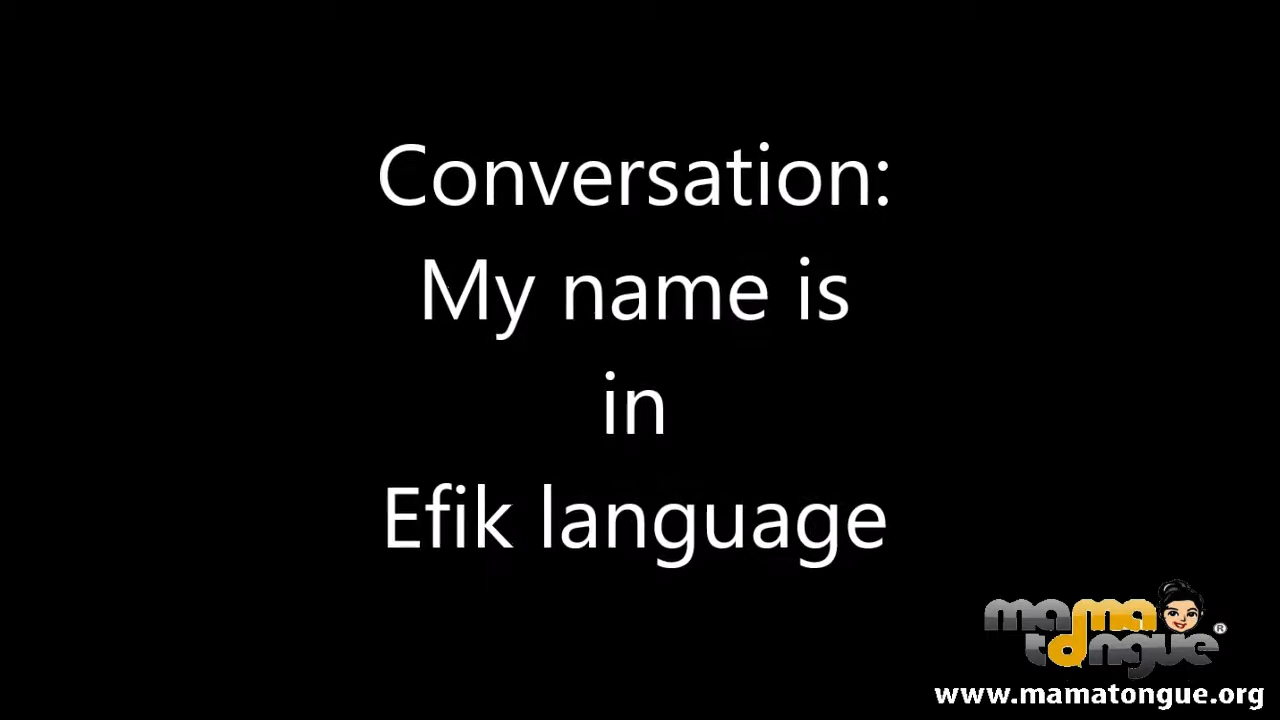 Conversation:
My name is
in
Efik language
mama
tongue
®
www.mamatongue.org